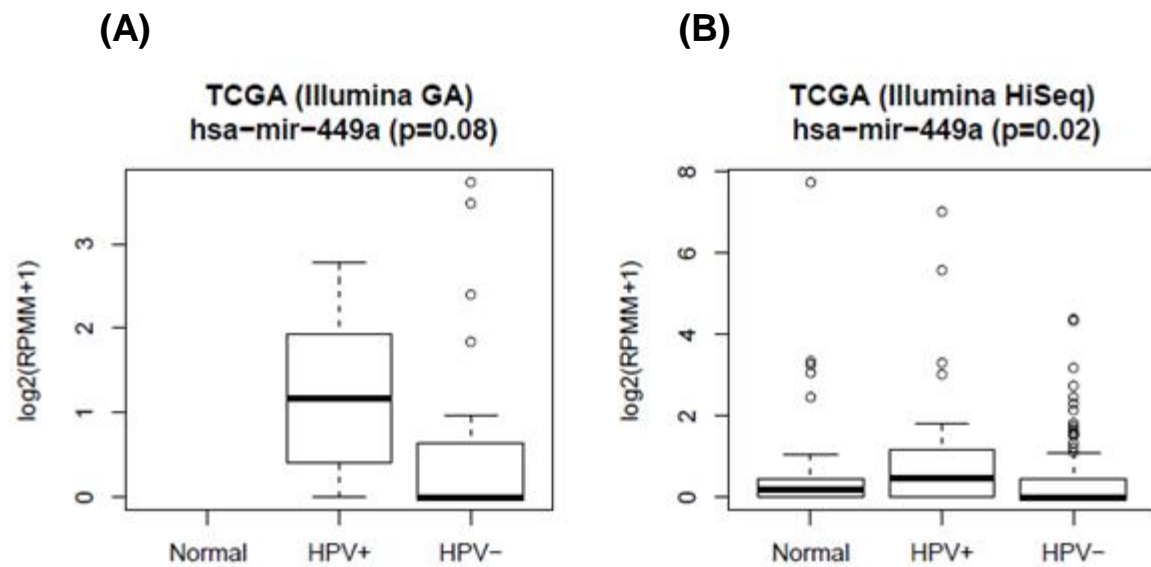 (A)
TCGA (Illumina GA)
hsa−mir−449a (p=0.08)
log2(RPMM+1)
3
2
1
0
Normal
HPV+
HPV−
(B)
TCGA (Illumina HiSeq)
hsa−mir−449a (p=0.02)
log2(RPMM+1)
8
6
4
2
0
Normal
HPV+
HPV−